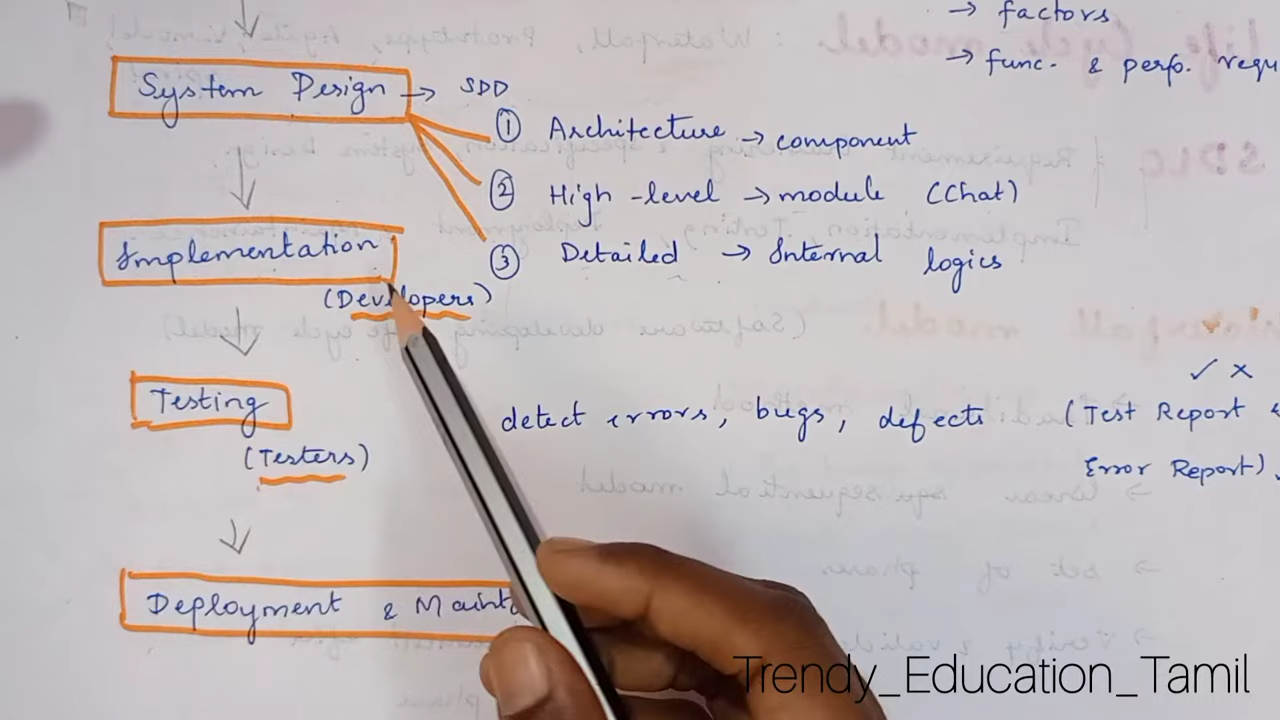 → factors
→ func. & perfo. requ
System Design → SDD
① Architecture → component
② High-level → module (Chat)
Implementation
③ Detailed → Internal logics
(Developers)
✓ ×
Testing
detect errors, bugs, defects (Test Report &
(Testers)
Error Report)
Deployment & Maint
Trendy_Education_Tamil